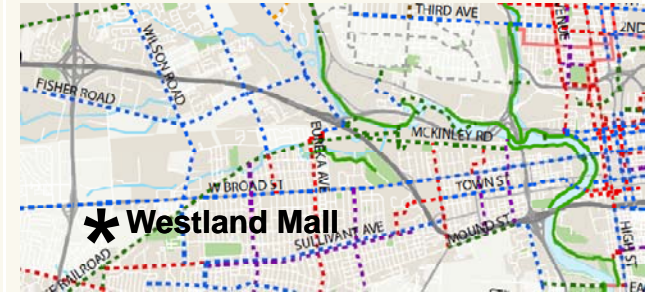 THIRD AVE
2ND
WILSON ROAD
FISHER ROAD
EUREKA AVE
MCKINLEY RD
W BROAD ST
TOWN ST
* Westland Mall
SULLIVANT AVE
MOUND ST
HIGH ST
RAILROAD